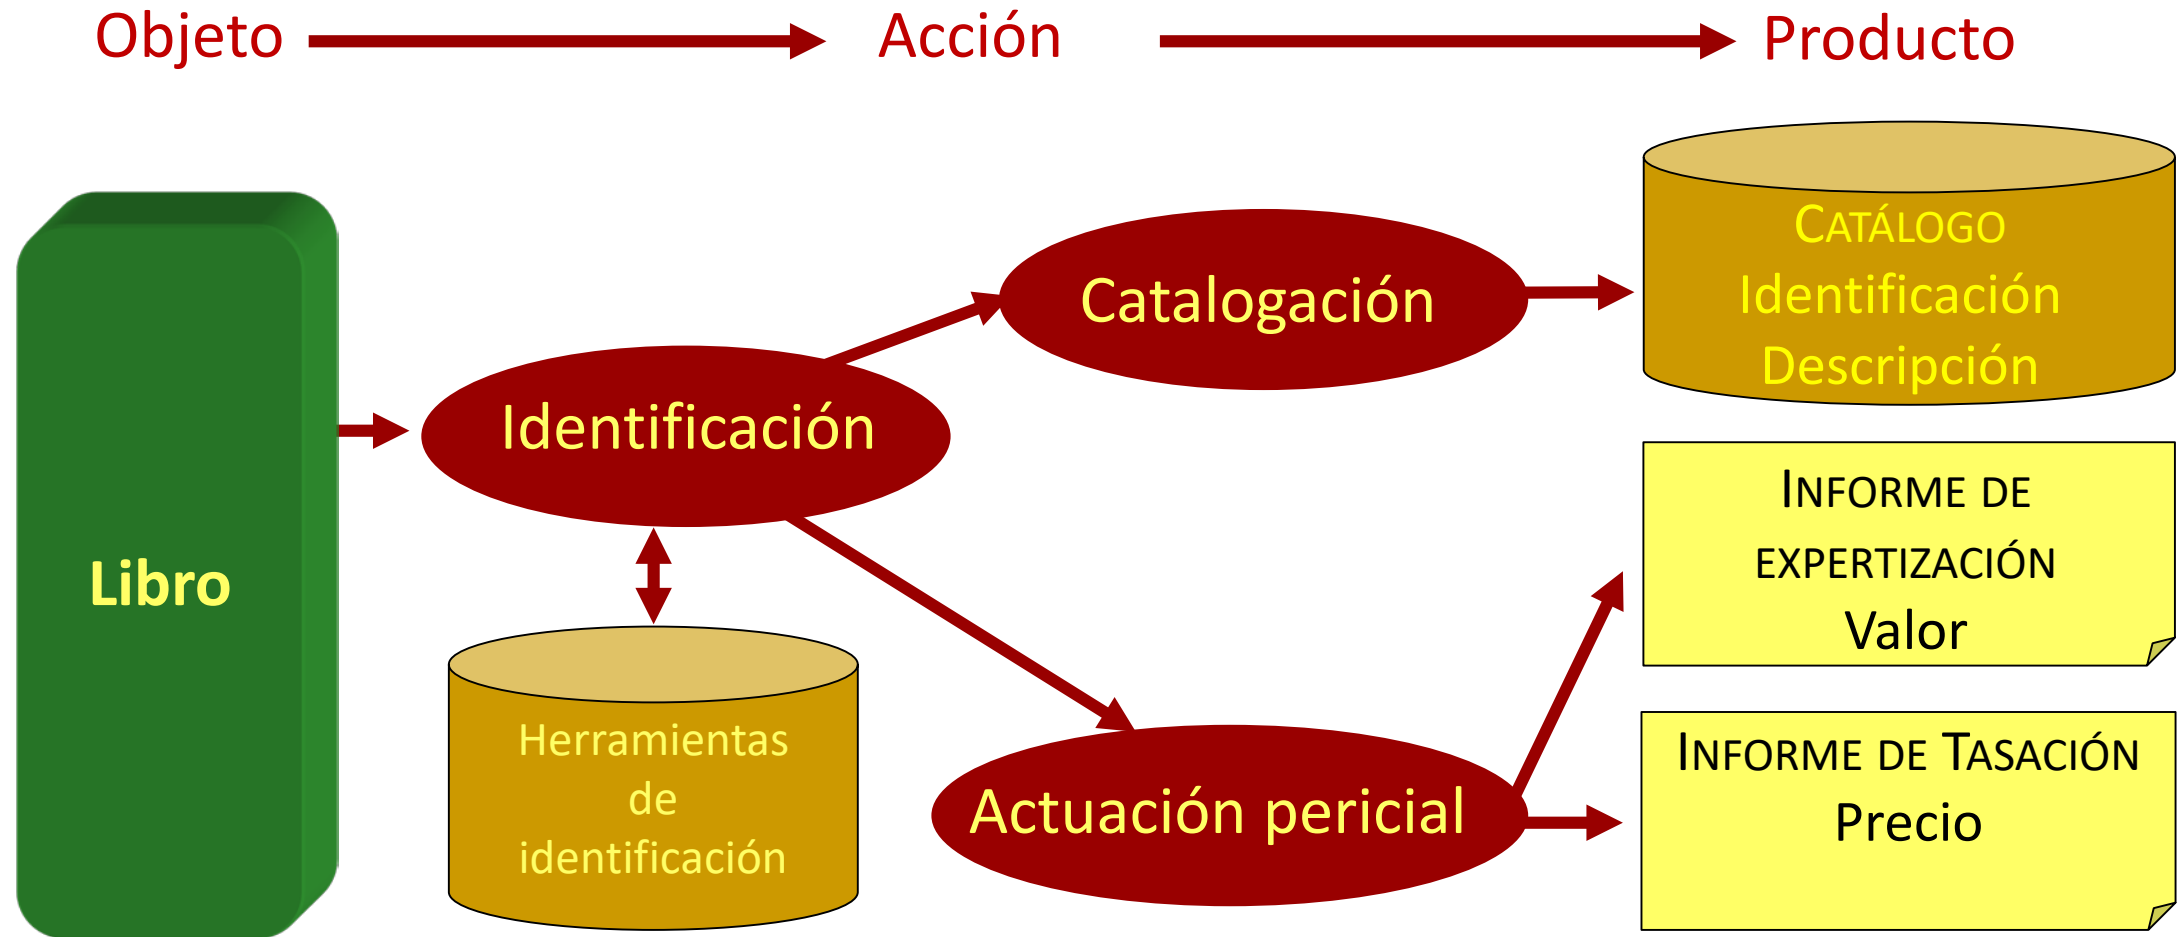 Objeto
Acción
Producto
Libro
Identificación
Herramientas
de
identificación
Catalogación
Actuación pericial
CATÁLOGO
Identificación
Descripción
INFORME DE
EXPERTIZACIÓN
Valor
INFORME DE TASACIÓN
Precio